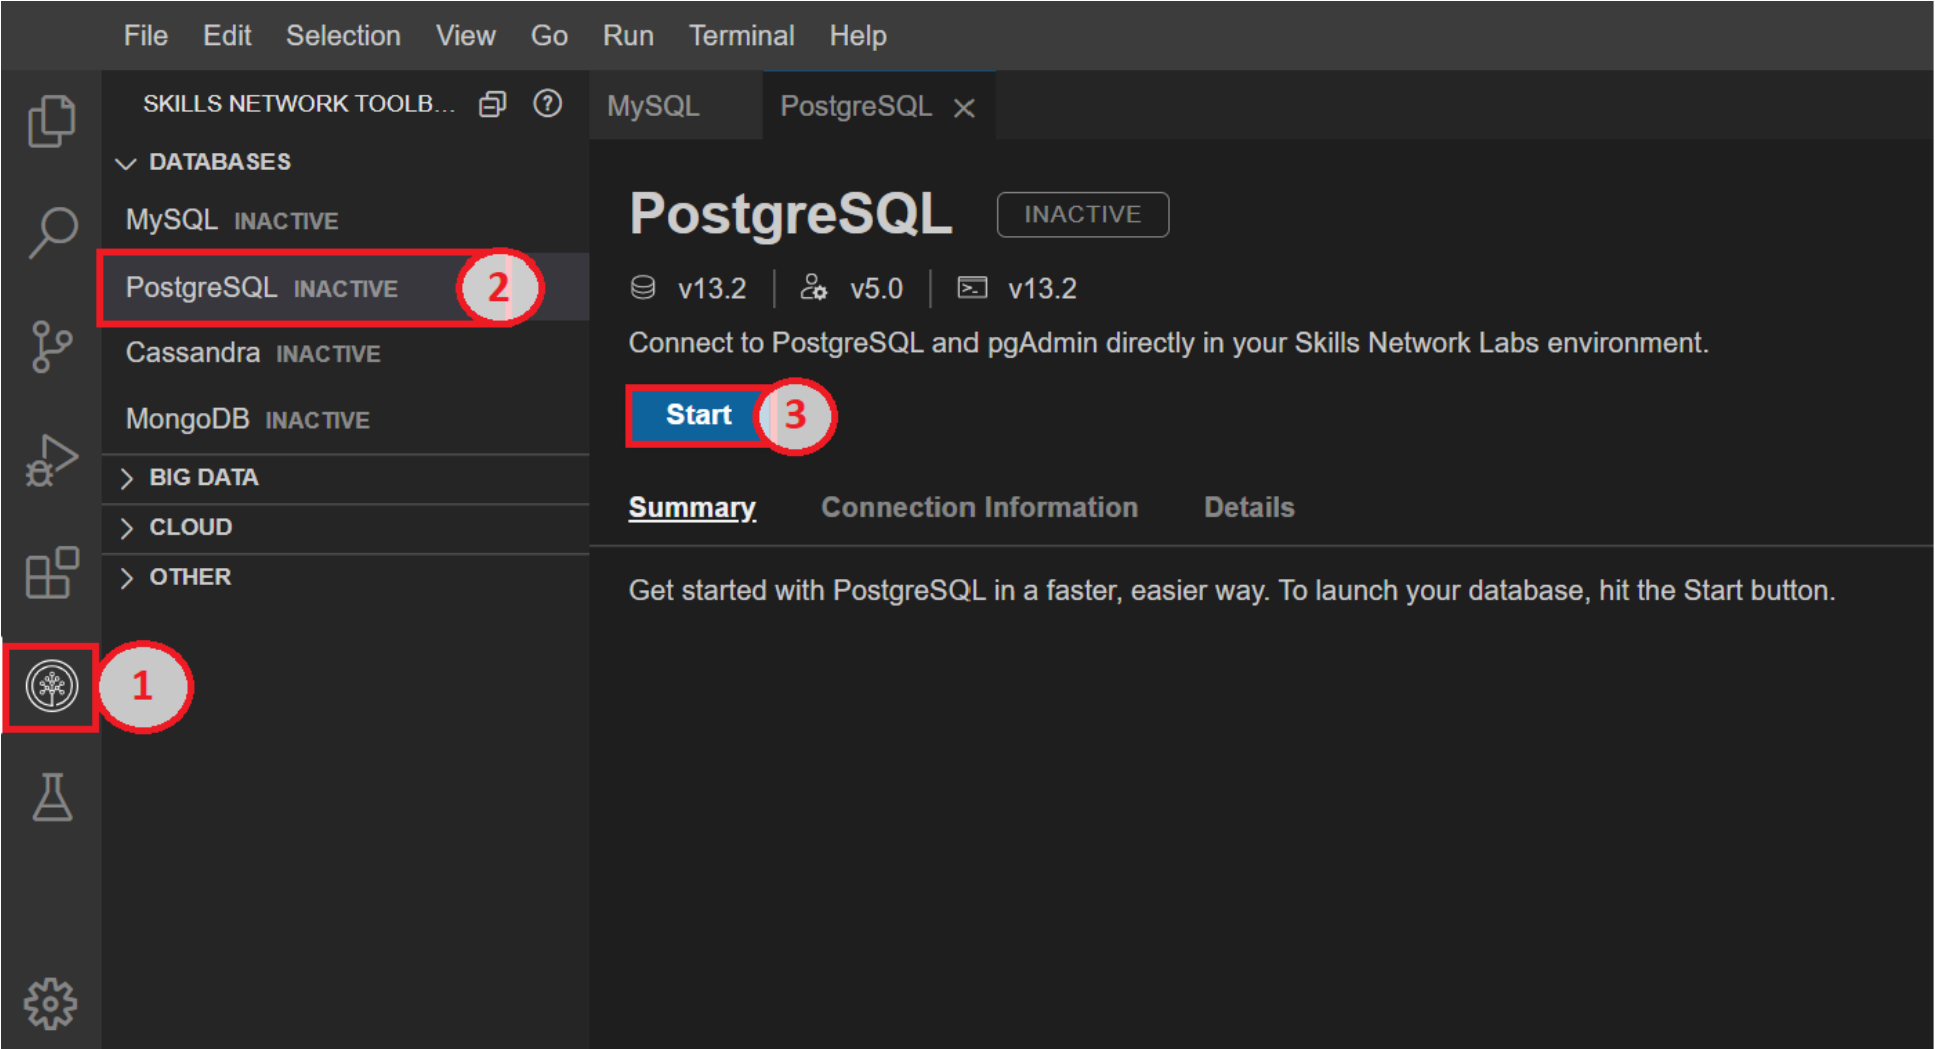 File Edit Selection View Go Run Terminal Help
SKILLS NETWORK TOOLB...
DATABASES
MySQL INACTIVE
PostgreSQL INACTIVE 2
Cassandra INACTIVE
MongoDB INACTIVE
BIG DATA
CLOUD
OTHER
1
MySQL PostgreSQL
PostgreSQL INACTIVE
v13.2 v5.0 v13.2
Connect to PostgreSQL and pgAdmin directly in your Skills Network Labs environment.
Start 3
Summary Connection Information Details
Get started with PostgreSQL in a faster, easier way. To launch your database, hit the Start button.